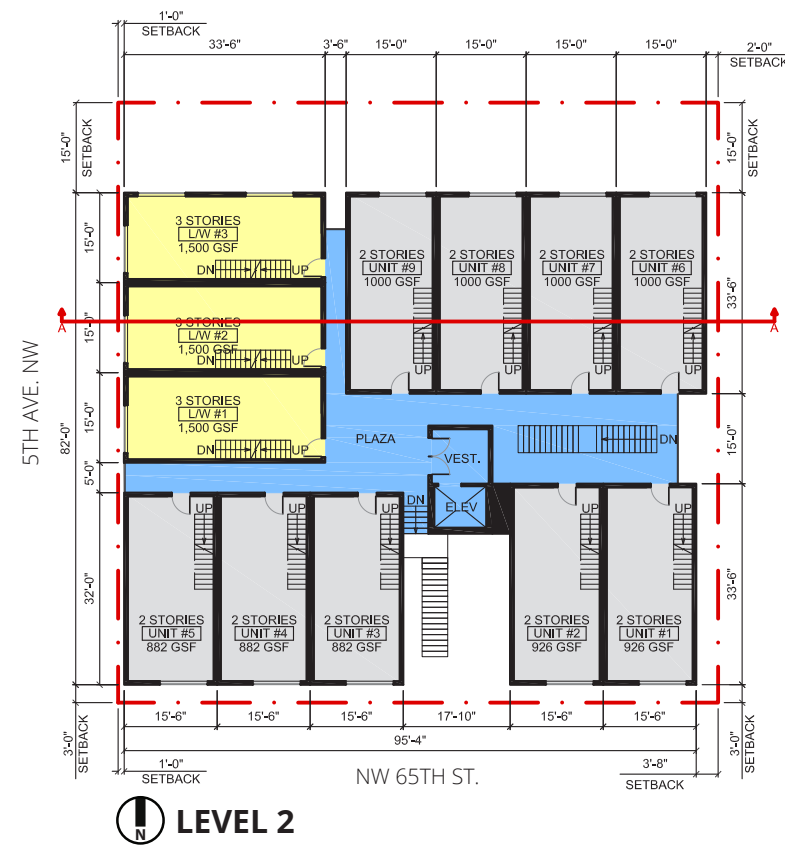 1'-0"
SETBACK
33'-6"
3'-6"
15'-0"
15'-0"
15'-0"
15'-0"
2'-0"
SETBACK
15'-0"
SETBACK
15'-0"
SETBACK
3 STORIES
L/W #3
1,500 GSF
DN
UP
2 STORIES
UNIT #9
1000 GSF
UP
2 STORIES
UNIT #8
1000 GSF
UP
2 STORIES
UNIT #7
1000 GSF
UP
2 STORIES
UNIT #6
1000 GSF
UP
15'-0"
15'-0"
15'-0"
5'-0"
32'-0"
82'-0"
33'-6"
15'-0"
33'-6"
A
A
3 STORIES
L/W #2
1,500 GSF
DN
UP
3 STORIES
L/W #1
1,500 GSF
DN
UP
5TH AVE. NW
PLAZA
VEST.
ELEV
DN
DN
UP
2 STORIES
UNIT #5
882 GSF
UP
2 STORIES
UNIT #4
882 GSF
UP
2 STORIES
UNIT #3
882 GSF
UP
2 STORIES
UNIT #2
926 GSF
UP
2 STORIES
UNIT #1
926 GSF
3'-0"
SETBACK
15'-6"
15'-6"
15'-6"
17'-10"
15'-6"
15'-6"
3'-0"
SETBACK
95'-4"
1'-0"
SETBACK
NW 65TH ST.
3'-8"
SETBACK
N
LEVEL 2